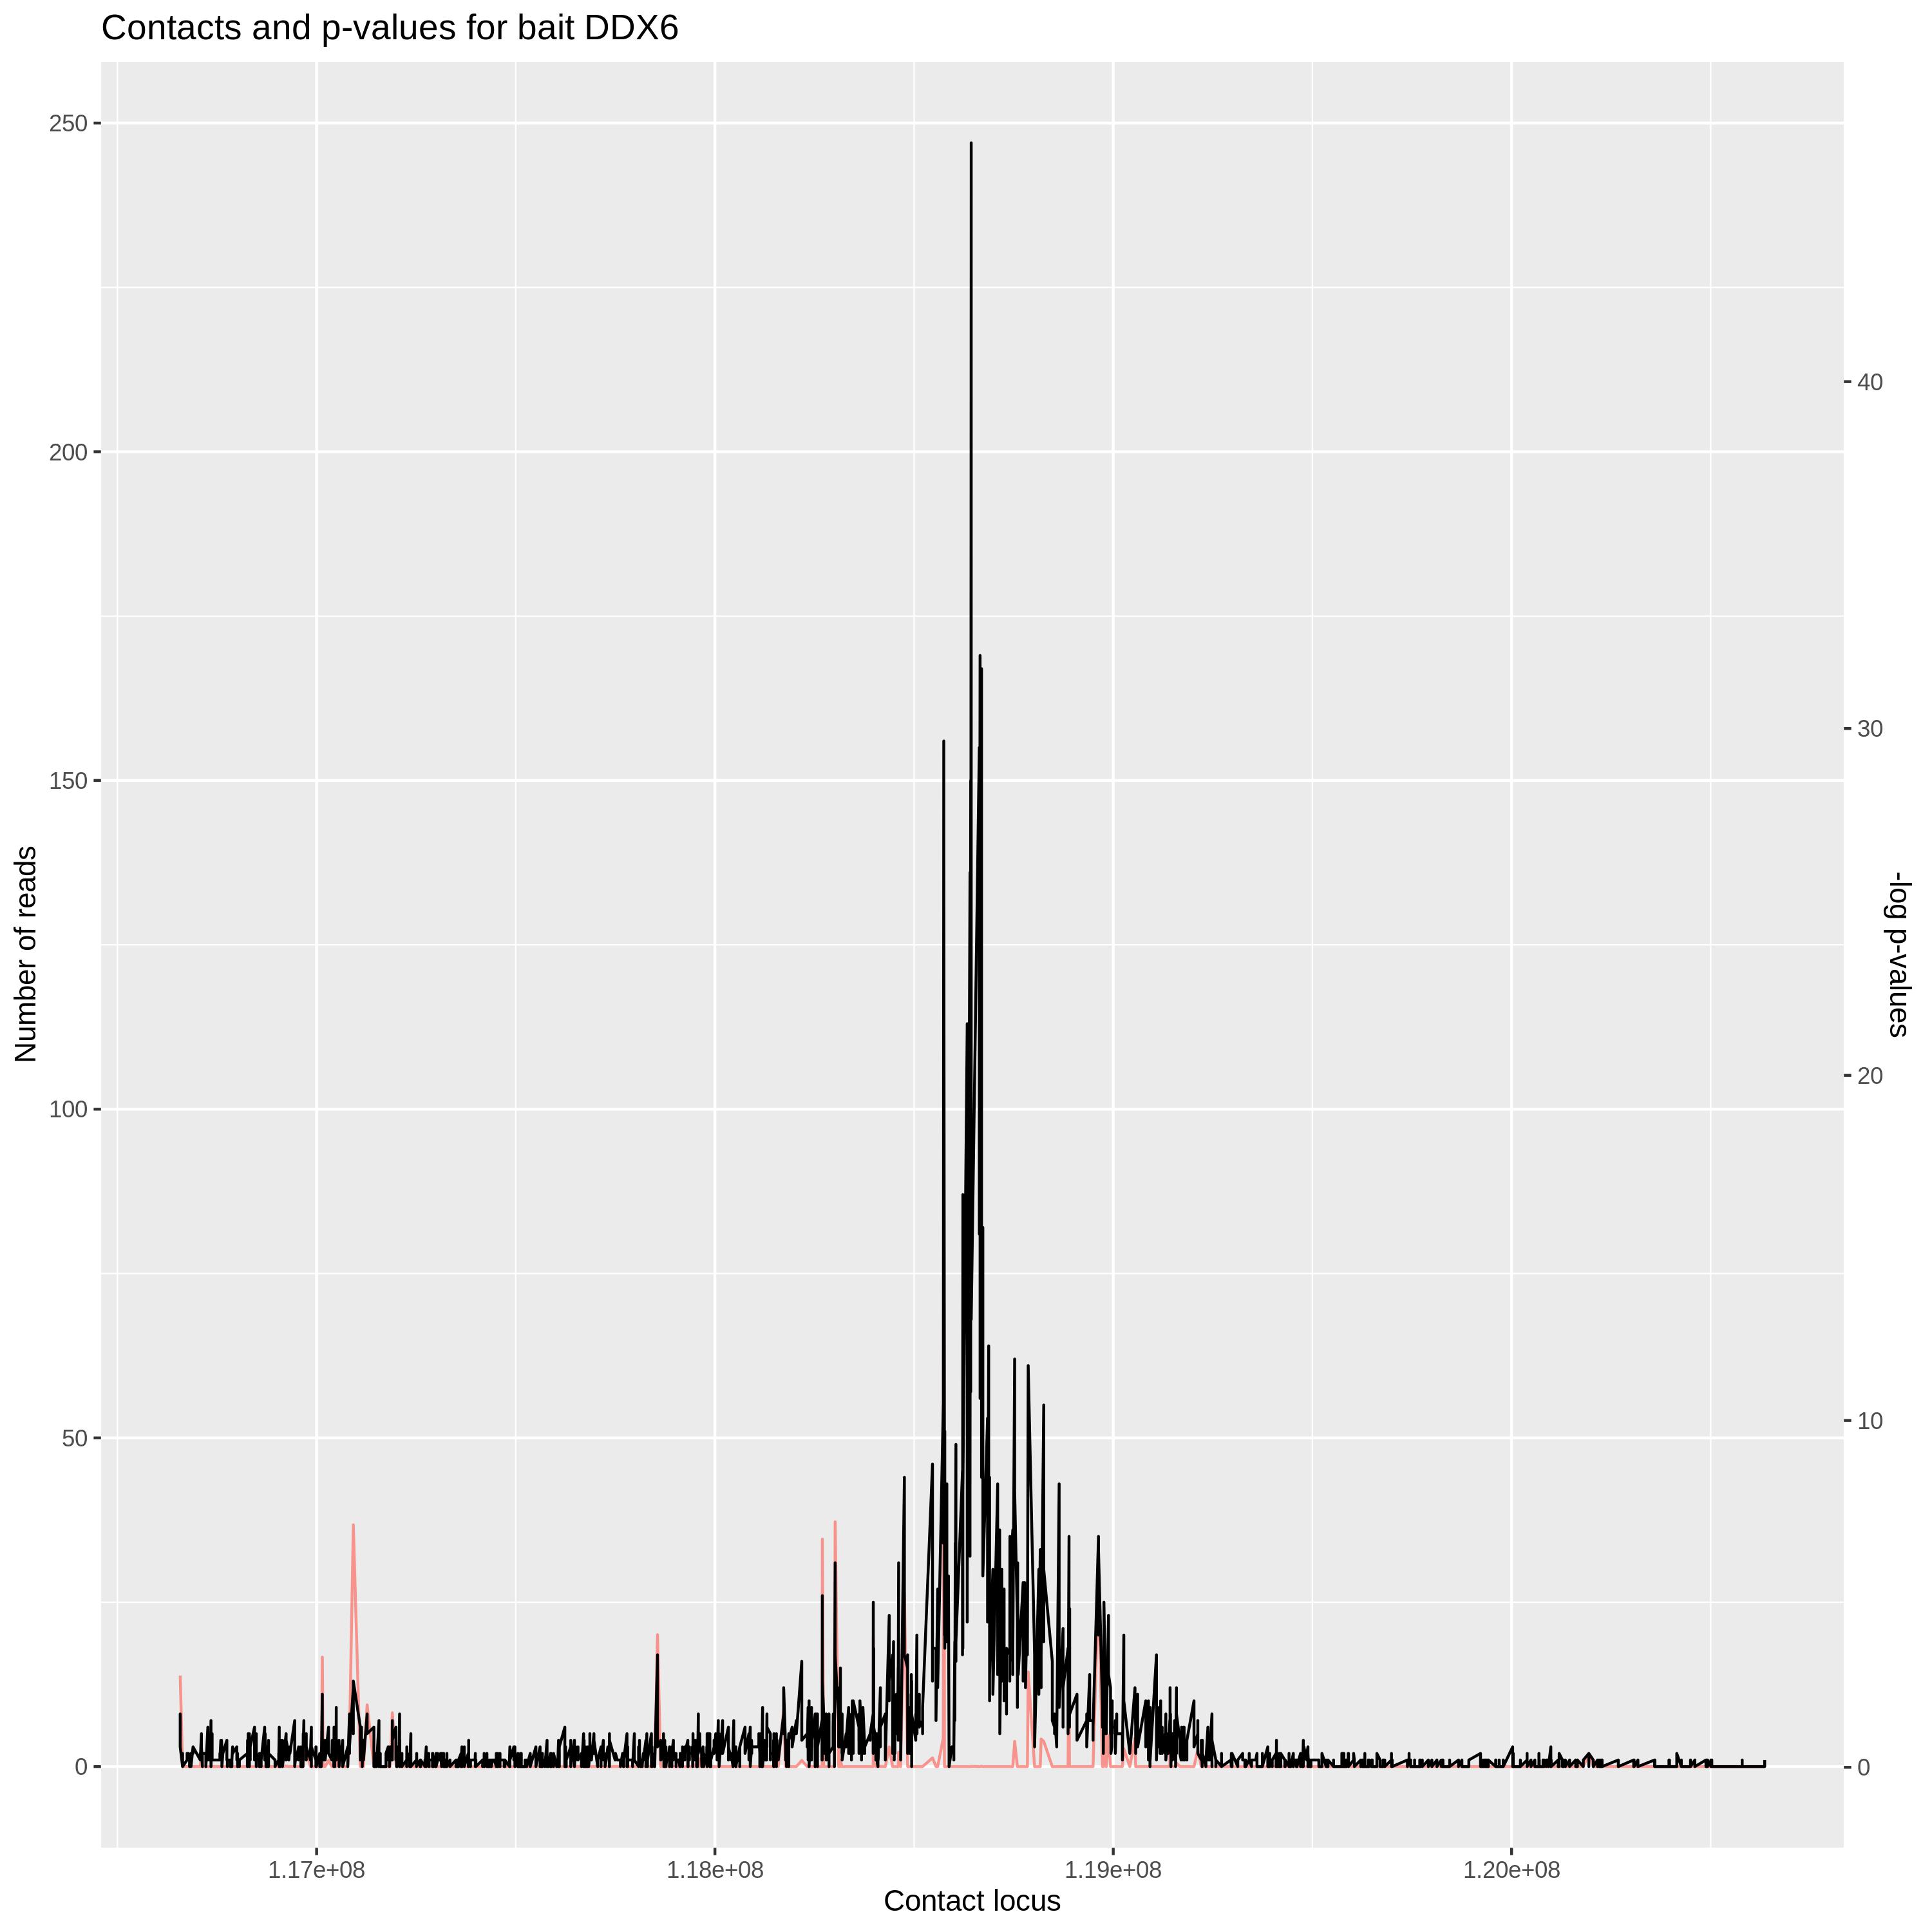 Contacts and p-values for bait DDX6
250
200
150
100
50
0
Number of reads
40
30
20
10
0
-log p-values
1.17e+08 1.18e+08 1.19e+08 1.20e+08
Contact locus